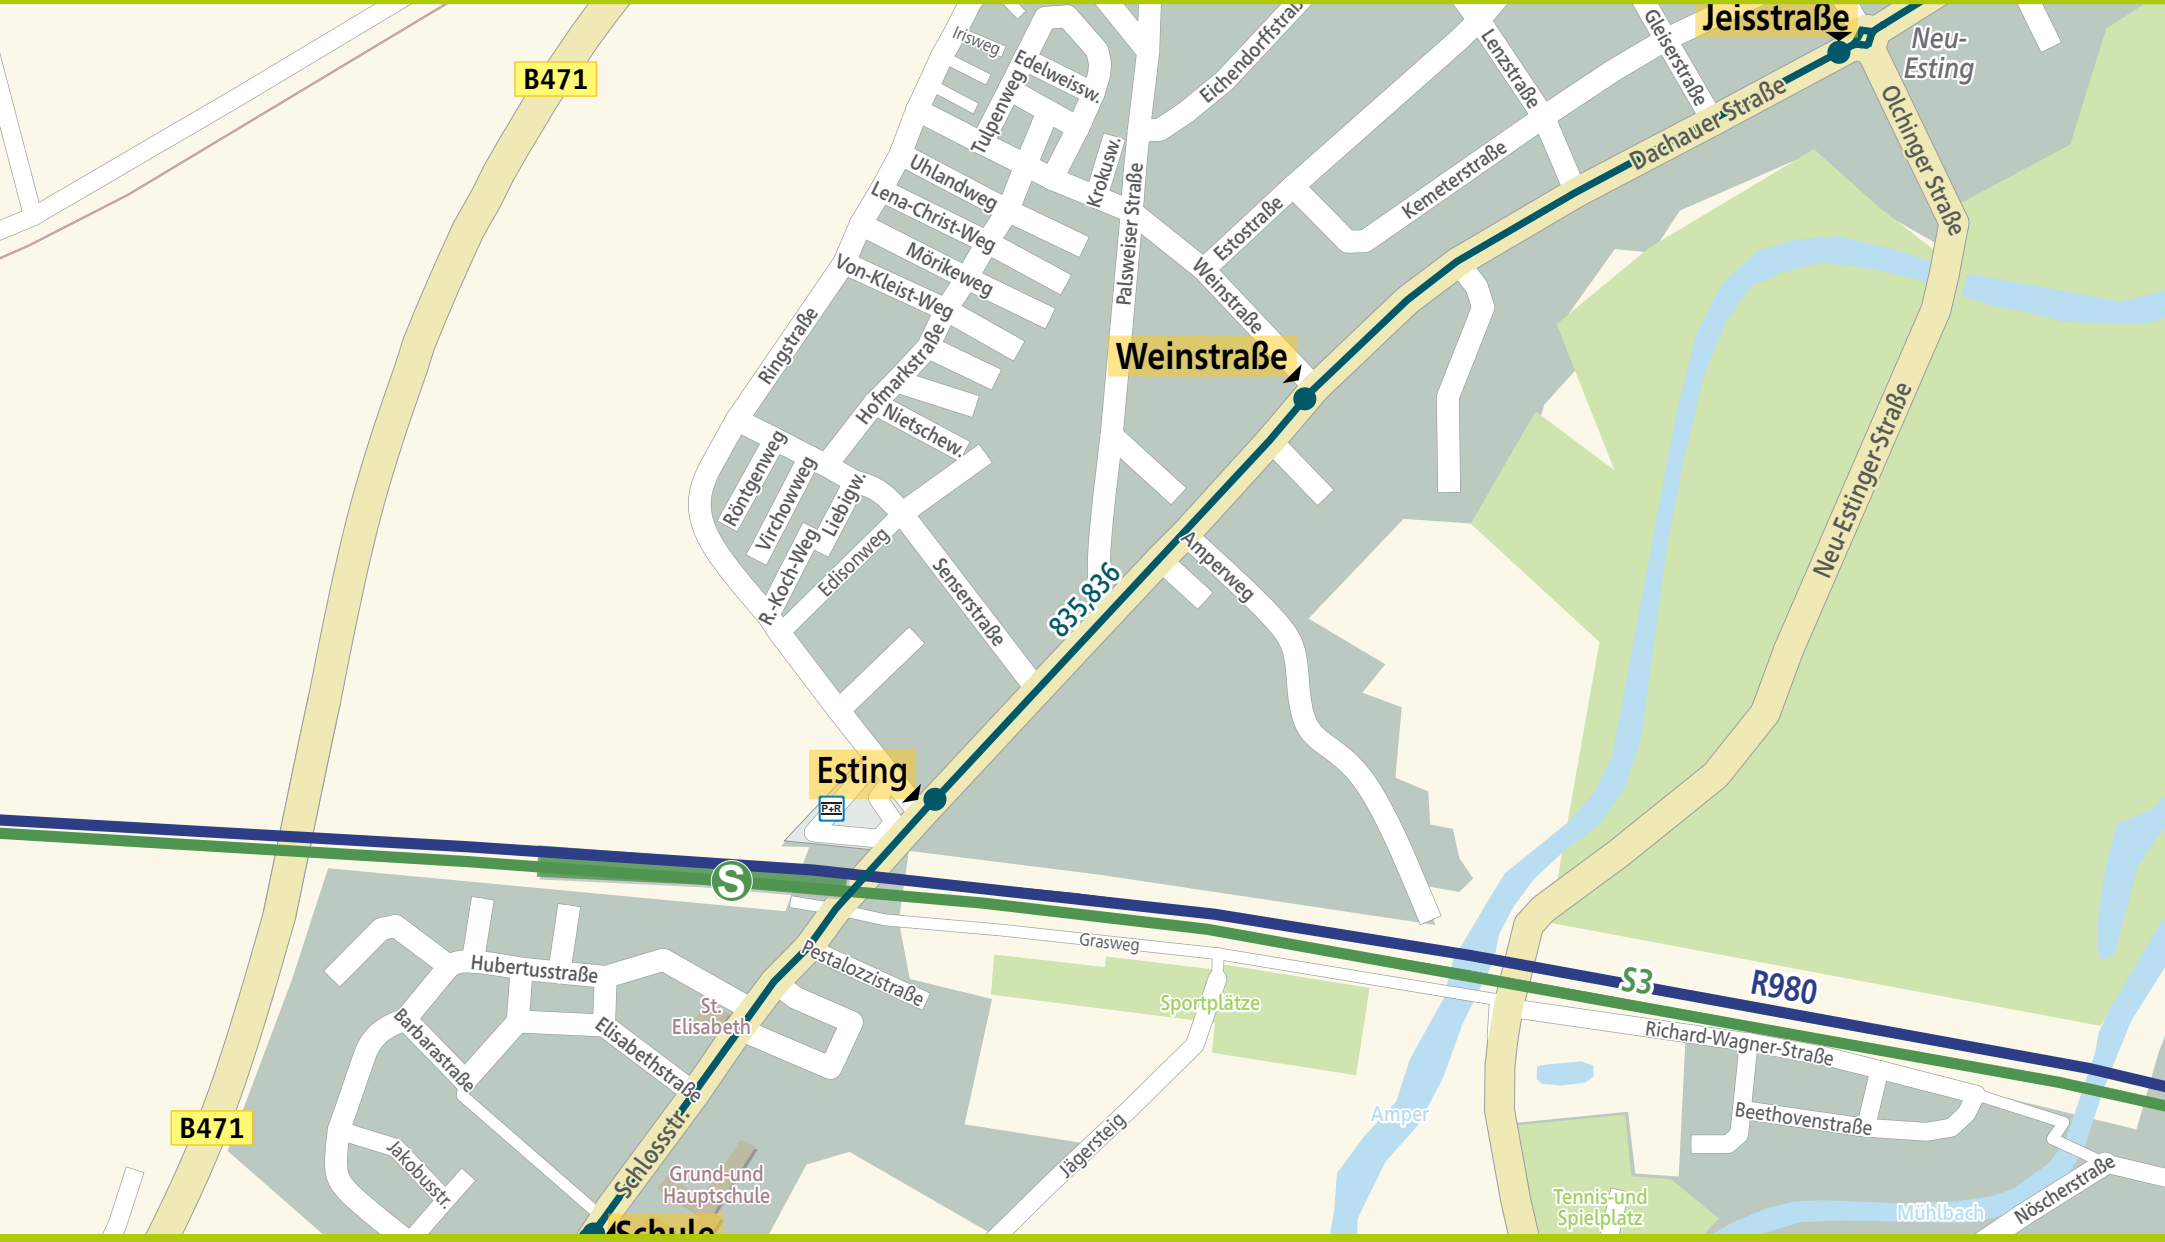 Jeisstraße
Neu-
Esting
B471
Irisweg
Edelweissw.
Tulpenweg
Eichendorffstraß
Lenzstraße
Gleiserstraße
Dachauer Straße
Olchinger Straße
Uhlandweg
Lena-Christ-Weg
Mörikeweg
Von-Kleist-Weg
Krokusw.
Palsweiser Straße
Estostraße
Kemeterstraße
Weinstraße
Weinstraße
Ringstraße
Hofmarkstraße
Nietschew.
Röntgenweg
Virchowweg
Liebigw.
R.-Koch-Weg
Edisonweg
Senserstraße
835,836
Amperweg
Neu-Estinger-Straße
Esting
P+R
S
Grasweg
Pestalozzistraße
Hubertusstraße
St.
Elisabeth
Barbarastraße
Elisabethstraße
Sportplätze
S3
R980
Richard-Wagner-Straße
Beethovenstraße
Amper
B471
Jakobusstr.
Schlossstr.
Grund-und
Hauptschule
Jägersteig
Tennis-und
Spielplatz
Mühlbach
Nöscherstraße
Schule